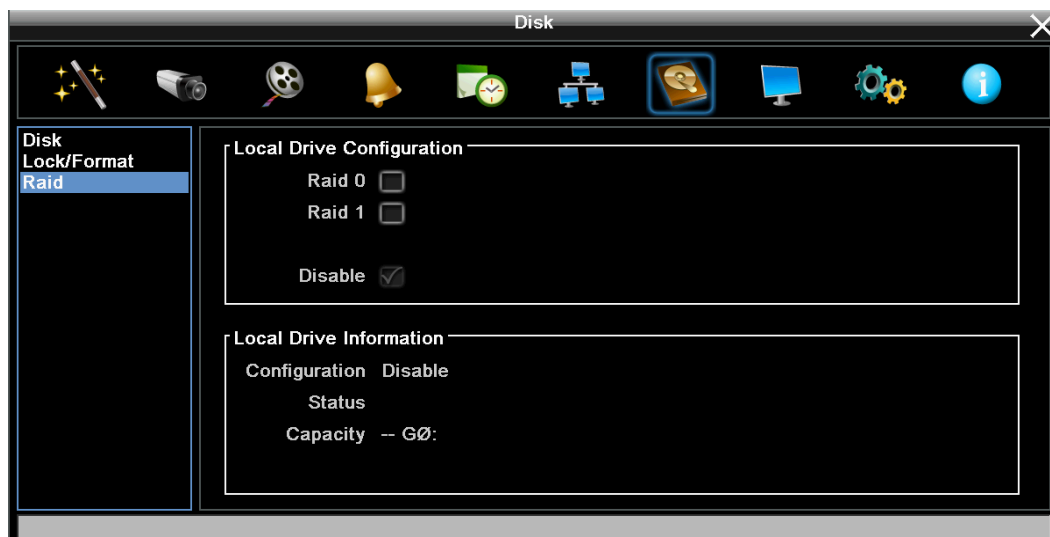 Disk
Disk
Lock/Format
Raid
Local Drive Configuration
Raid 0
Raid 1
Disable
Local Drive Information
Configuration Disable
Status
Capacity -- GØ: